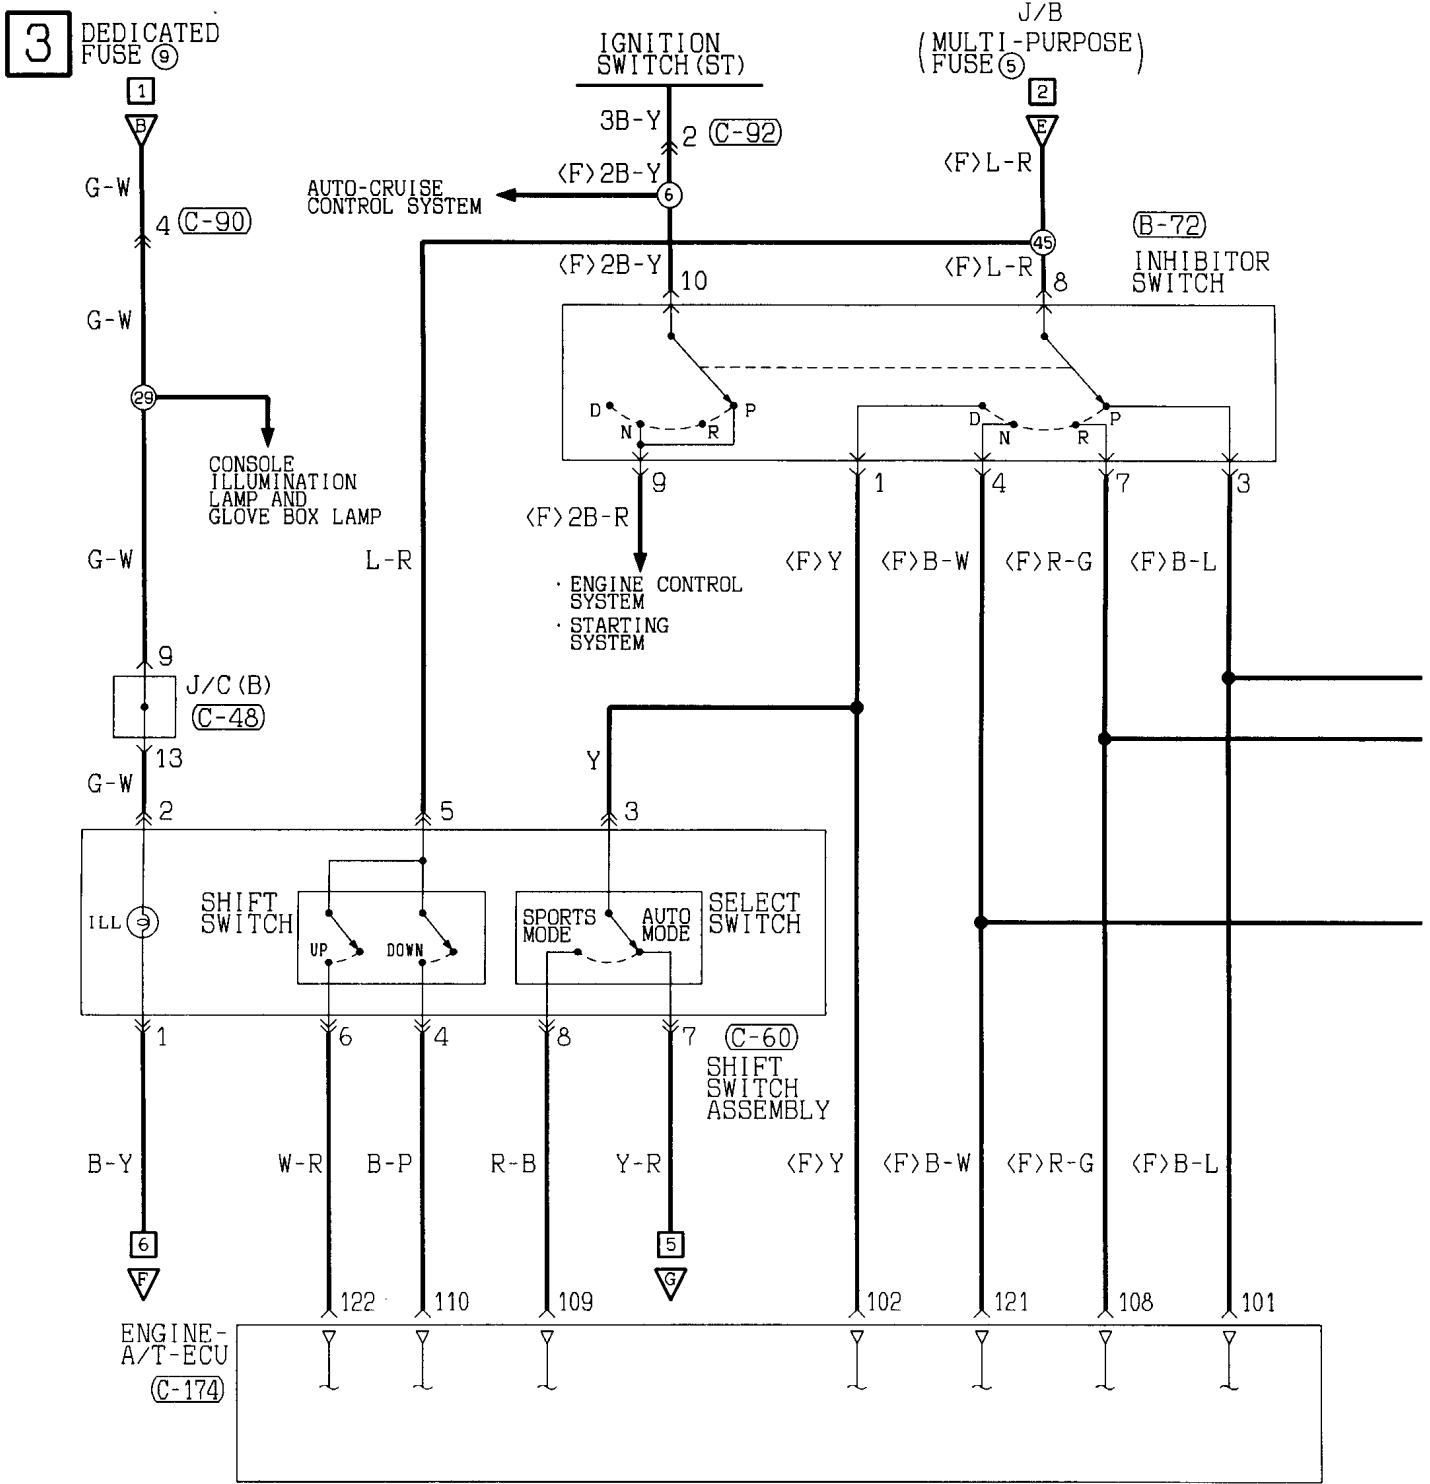 3
DEDICATED
FUSE 9
1
B
G-W
4 C-90
G-W
29
CONSOLE
ILLUMINATION
LAMP AND
GLOVE BOX LAMP
G-W
9
J/C(B)
C-48
13
G-W
2
IGNITION
SWITCH(ST)
3B-Y
2 C-92
<F>2B-Y
6
AUTO-CRUISE
CONTROL SYSTEM
<F>2B-Y
10
J/B
(MULTI-PURPOSE)
FUSE 5
2
E
<F>L-R
45
<F>L-R
8
B-72
INHIBITOR
SWITCH
D N R P
D N R P
9 1 4 7 3
<F>2B-R
· ENGINE CONTROL
SYSTEM
· STARTING
SYSTEM
L-R
<F>Y <F>B-W <F>R-G <F>B-L
Y
5 3
ILL
SHIFT
SWITCH
UP DOWN
SPORTS
MODE
AUTO
MODE
SELECT
SWITCH
1 6 4 8 7
C-60
SHIFT
SWITCH
ASSEMBLY
B-Y W-R B-P R-B Y-R <F>Y <F>B-W <F>R-G <F>B-L
6 5
F G
122 110 109 102 121 108 101
ENGINE-
A/T-ECU
C-174